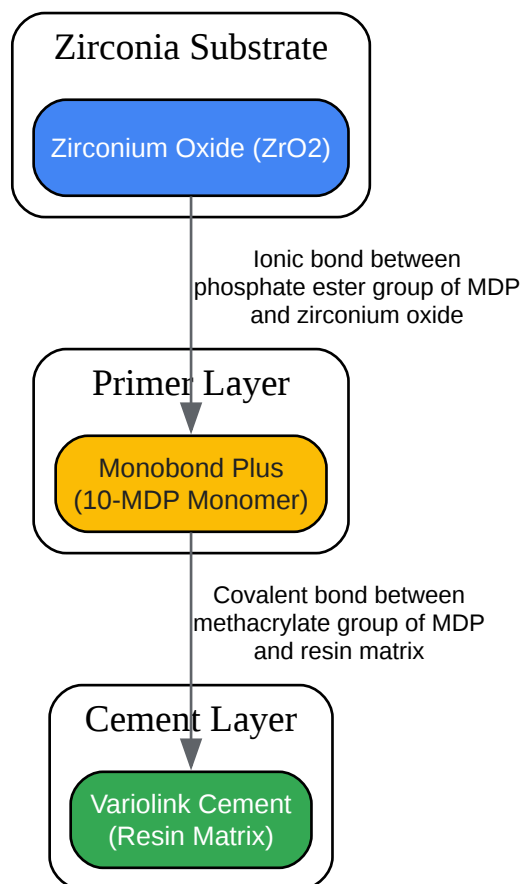 Zirconia Substrate
Zirconium Oxide (ZrO2)
Ionic bond between
phosphate ester group of MDP
and zirconium oxide
Primer Layer
Monobond Plus
(10-MDP Monomer)
Covalent bond between
methacrylate group of MDP
and resin matrix
Cement Layer
Variolink Cement
(Resin Matrix)